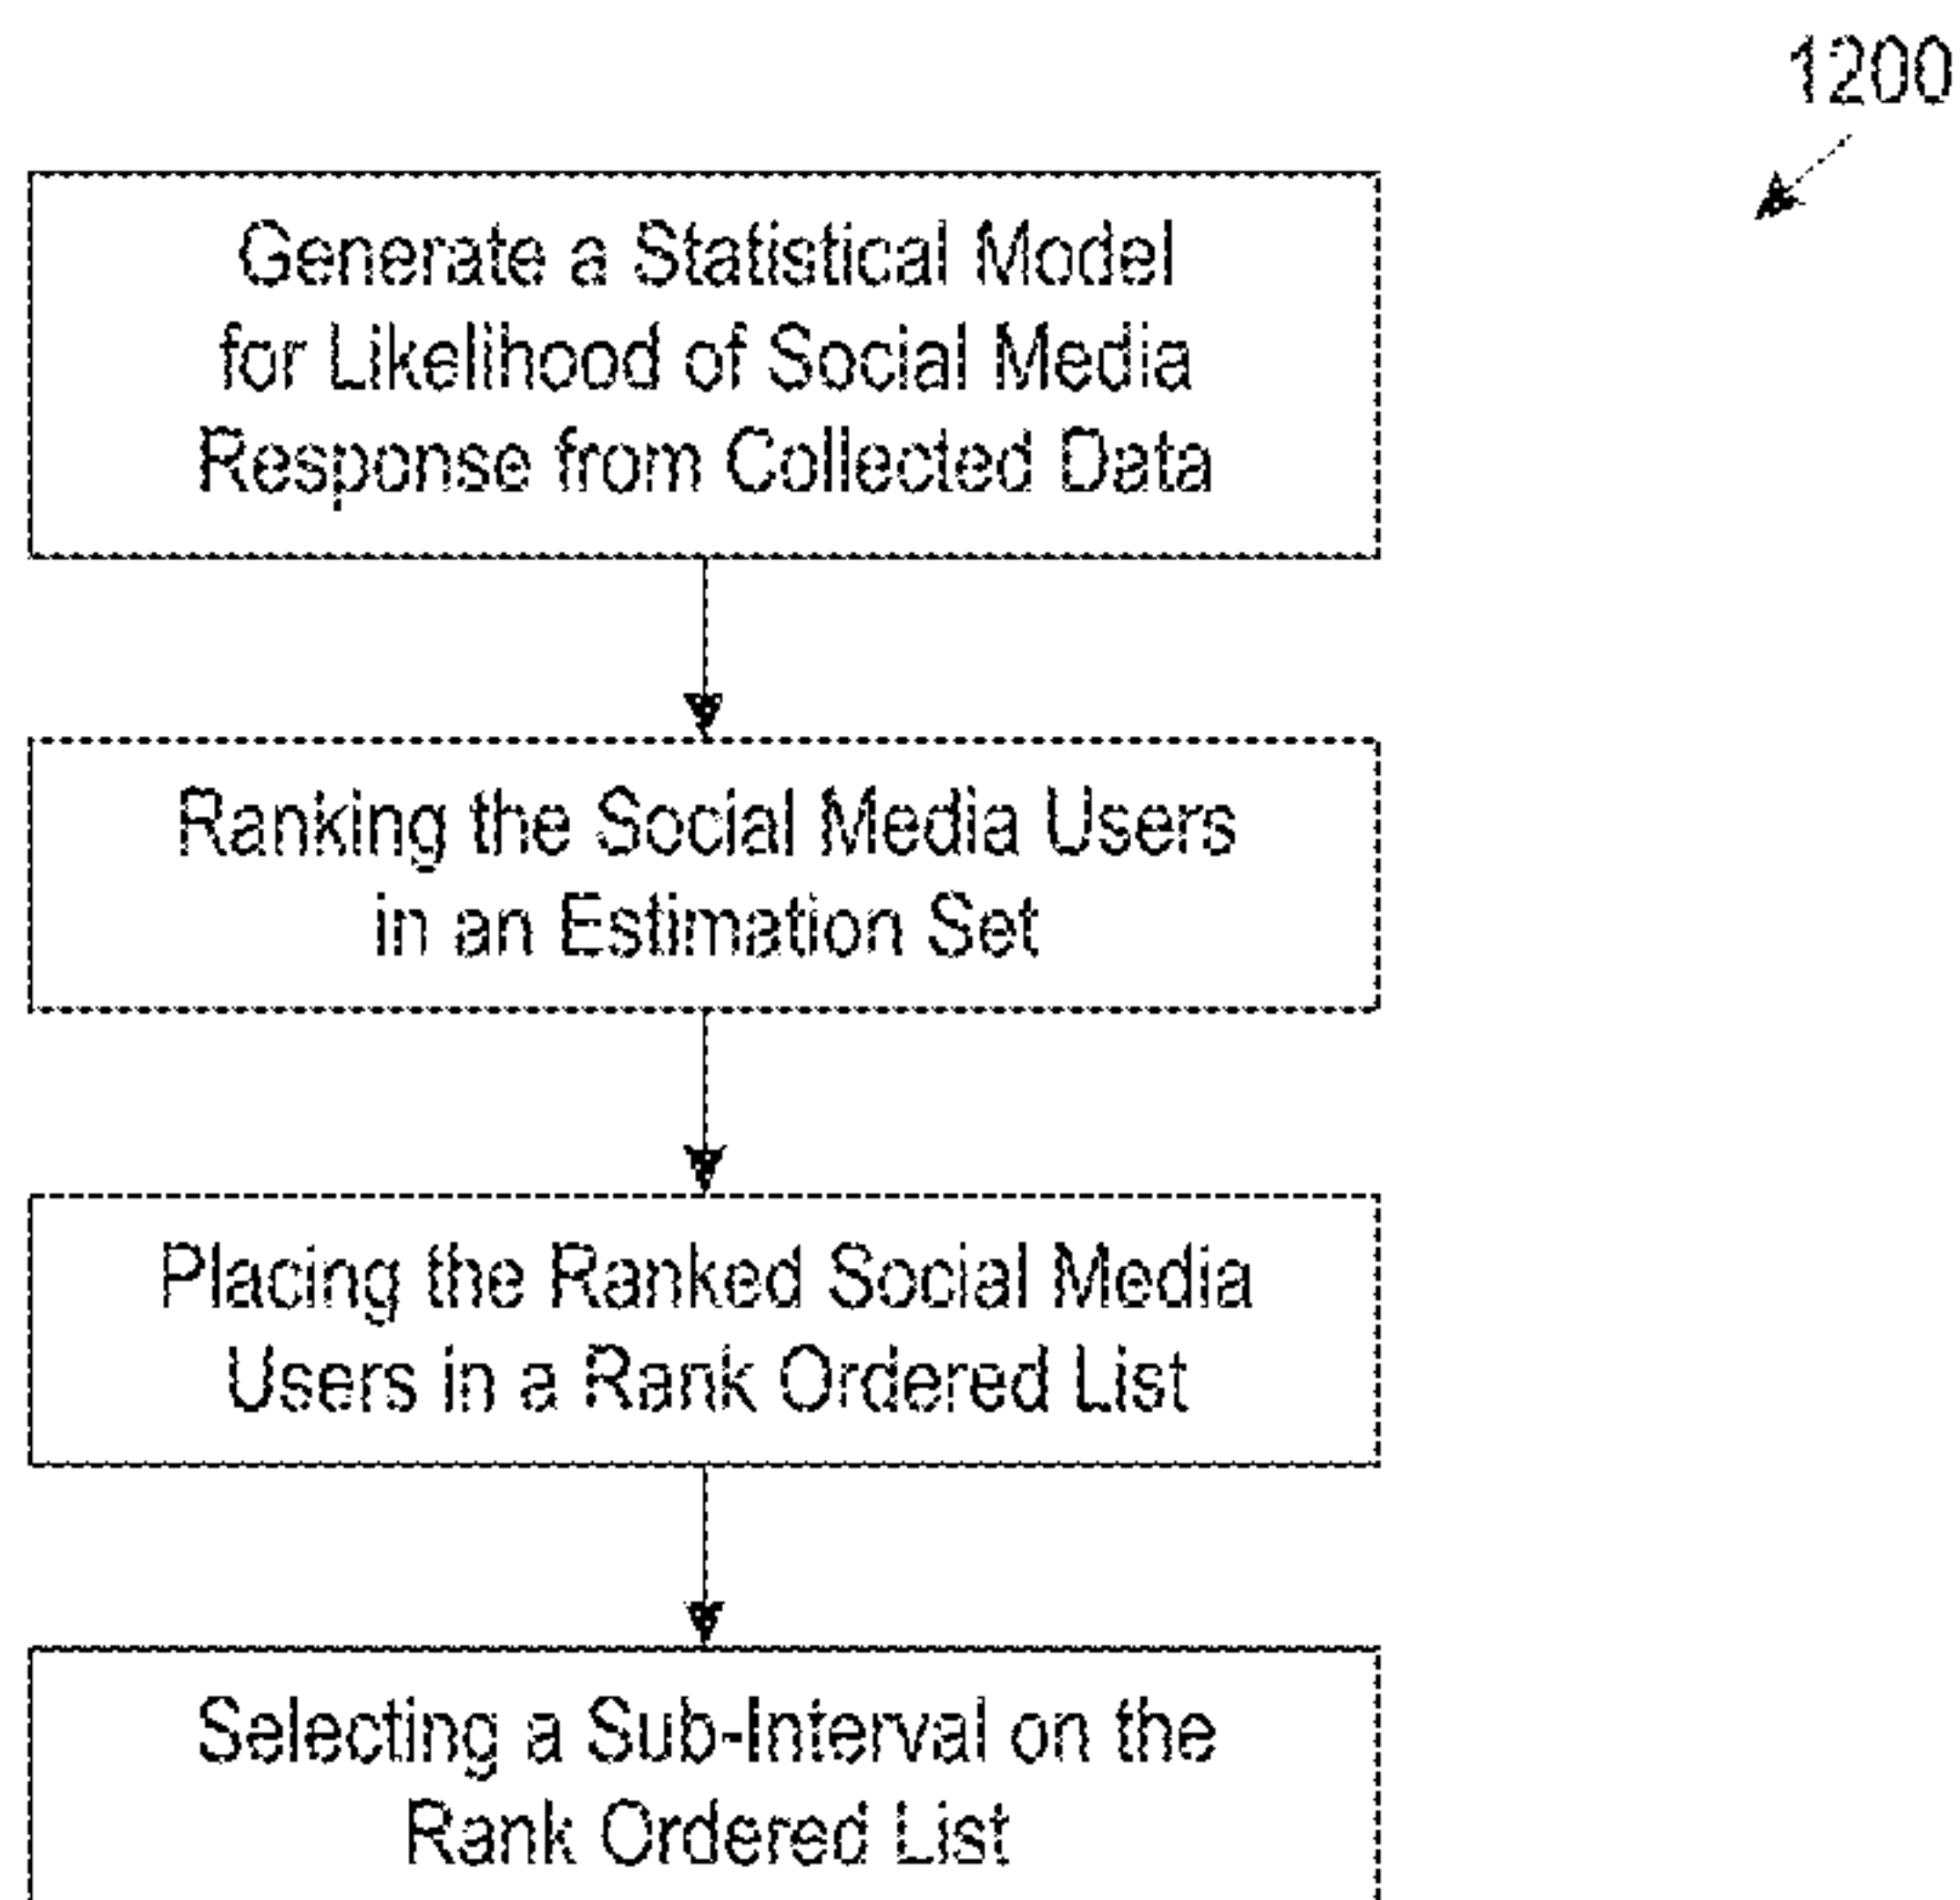 1200
Generate a Statistical Model
for Likelihood of Social Media
Response from Collected Data
Ranking the Social Media Users
in an Estimation Set
Placing the Ranked Social Media
Users in a Rank Ordered List
Selecting a Sub-Interval on the
Rank Ordered List